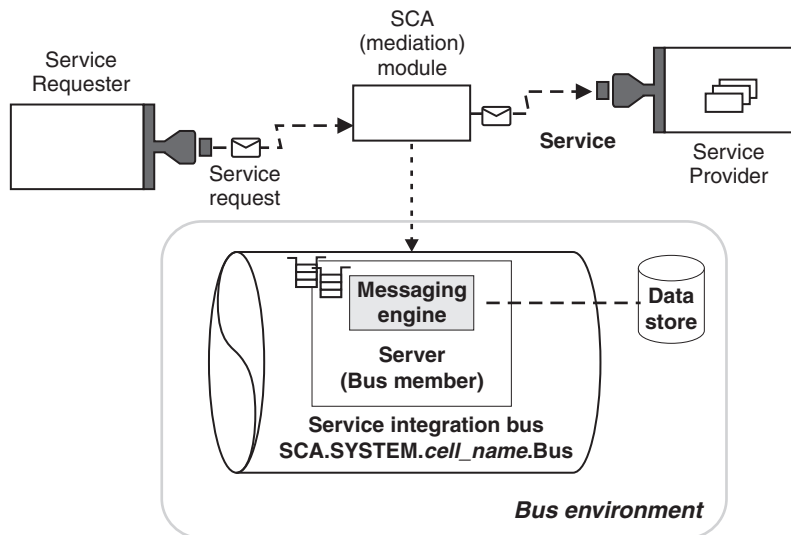 SCA
(mediation)
module
Service
Requester
Service
request
Service
Service
Provider
Messaging
engine
Data
store
Server
(Bus member)
Service integration bus
SCA.SYSTEM.cell_name.Bus
Bus environment